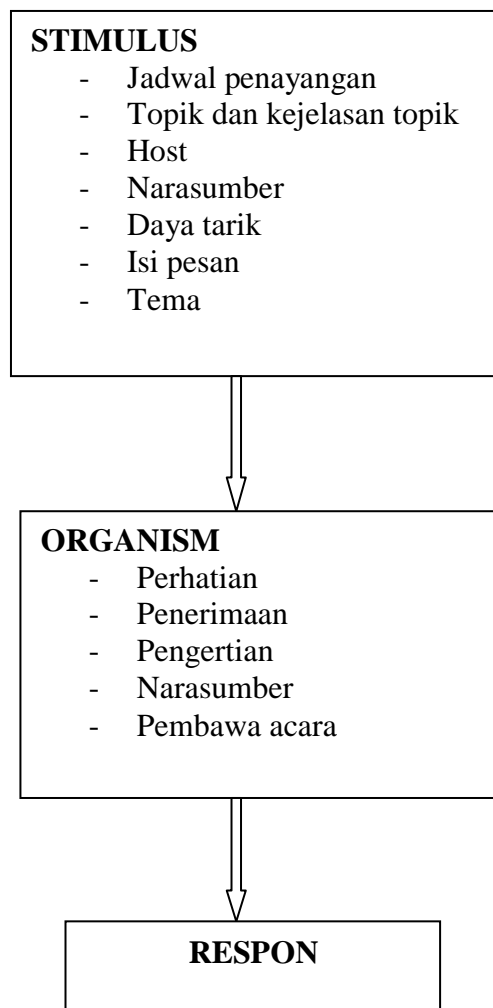 STIMULUS
- Jadwal penayangan
- Topik dan kejelasan topik
- Host
- Narasumber
- Daya tarik
- Isi pesan
- Tema
ORGANISM
- Perhatian
- Penerimaan
- Pengertian
- Narasumber
- Pembawa acara
RESPON